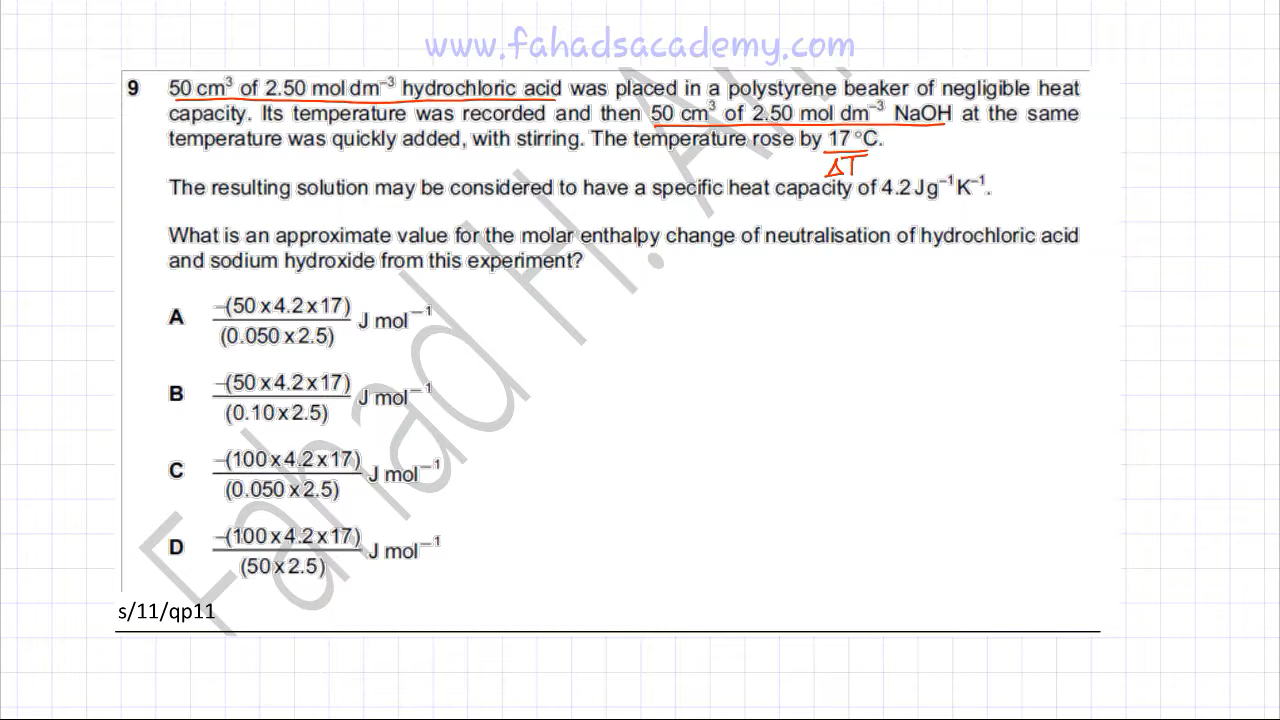 www.fahadsacademy.com
9 50 cm³ of 2.50 mol dm⁻³ hydrochloric acid was placed in a polystyrene beaker of negligible heat
capacity. Its temperature was recorded and then 50 cm³ of 2.50 mol dm⁻³ NaOH at the same
temperature was quickly added, with stirring. The temperature rose by 17 °C.
ΔT
The resulting solution may be considered to have a specific heat capacity of 4.2 J g⁻¹ K⁻¹.
What is an approximate value for the molar enthalpy change of neutralisation of hydrochloric acid
and sodium hydroxide from this experiment?
A –(50 x 4.2 x 17)
(0.050 x 2.5)
J mol⁻¹
B –(50 x 4.2 x 17)
(0.10 x 2.5)
J mol⁻¹
C –(100 x 4.2 x 17)
(0.050 x 2.5)
J mol⁻¹
D –(100 x 4.2 x 17)
(50 x 2.5)
J mol⁻¹
s/11/qp11
Fahad H.